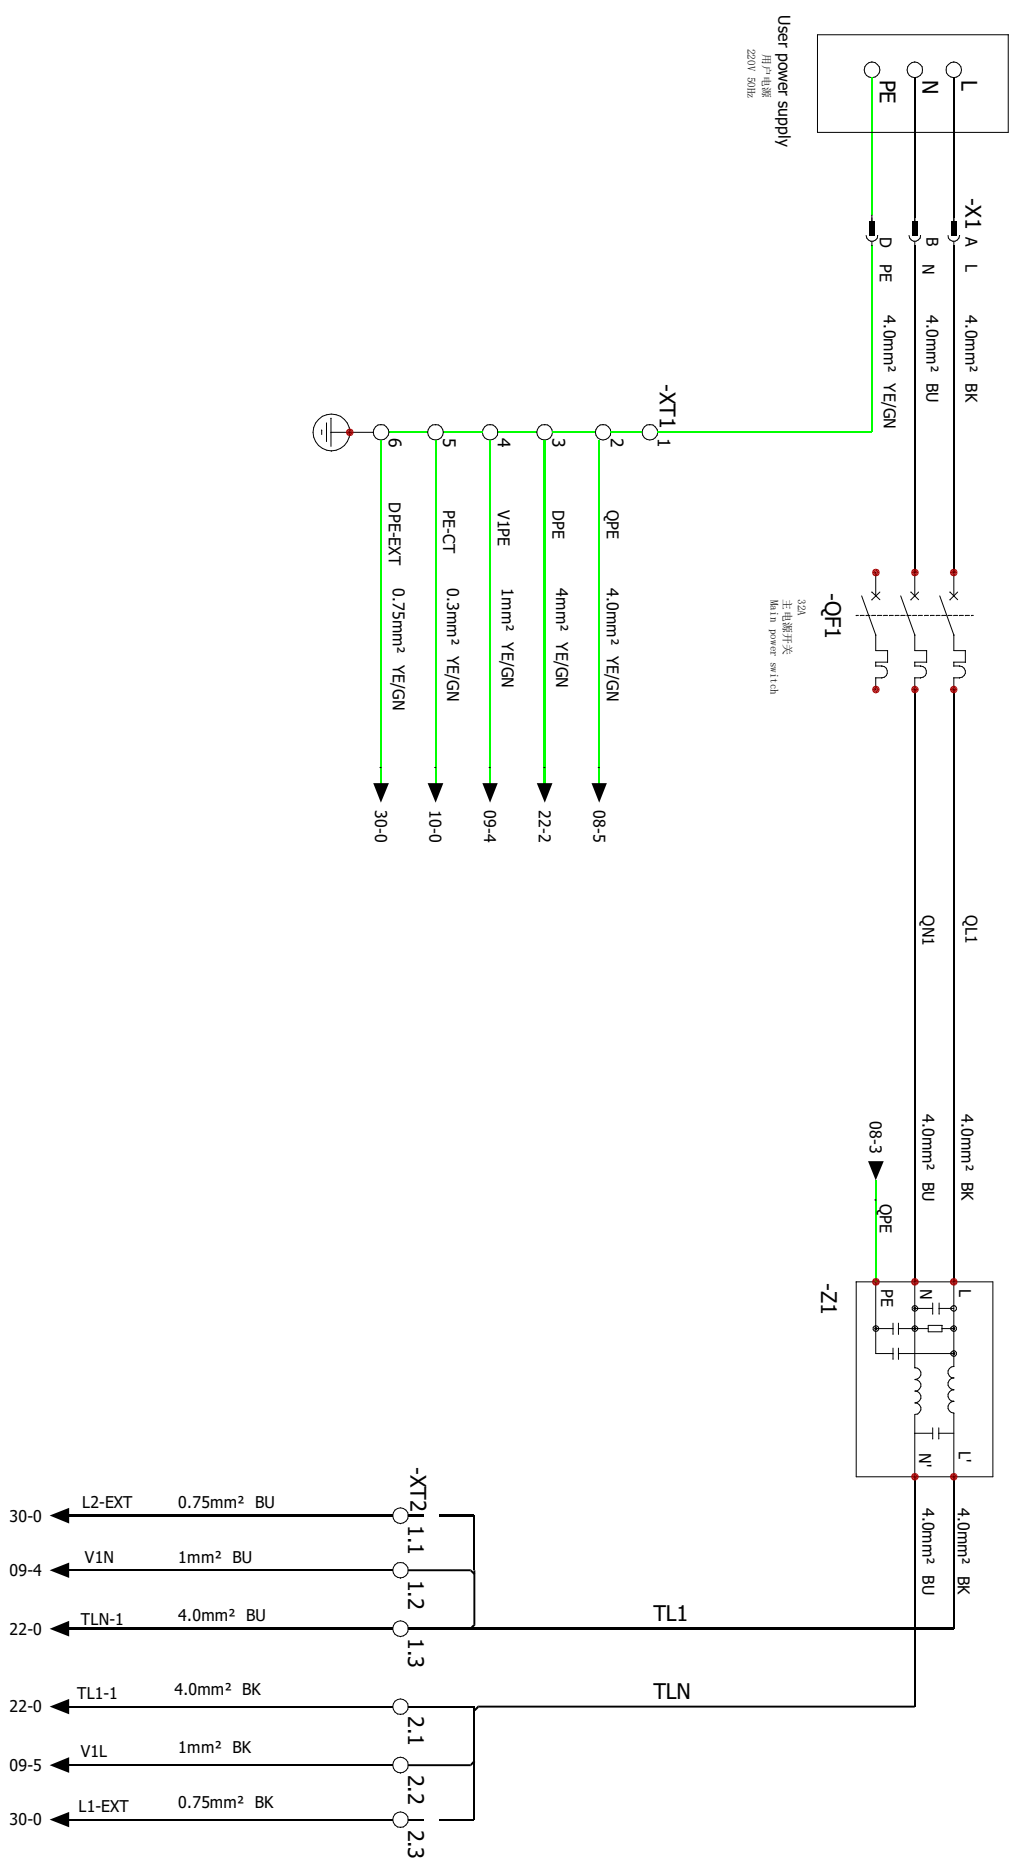 User power supply
用户电源
220V 50Hz
L
N
PE
-X1
A
L
B
N
D
PE
4.0mm² BK
4.0mm² BU
4.0mm² YE/GN
-XT1
1
2
3
4
5
6
QPE
4.0mm² YE/GN
08-5
DPE
4mm² YE/GN
22-2
V1PE
1mm² YE/GN
09-4
PE-CT
0.3mm² YE/GN
10-0
DPE-EXT
0.75mm² YE/GN
30-0
-QF1
32A
主电源开关
Main power switch
QL1
QN1
4.0mm² BK
4.0mm² BU
08-3
QPE
-Z1
L
N
PE
L'
N'
4.0mm² BK
4.0mm² BU
TL1
TLN
-XT2
1.1
1.2
1.3
2.1
2.2
2.3
30-0
L2-EXT
0.75mm² BU
09-4
V1N
1mm² BU
22-0
TLN-1
4.0mm² BU
22-0
TL1-1
4.0mm² BK
09-5
V1L
1mm² BK
30-0
L1-EXT
0.75mm² BK